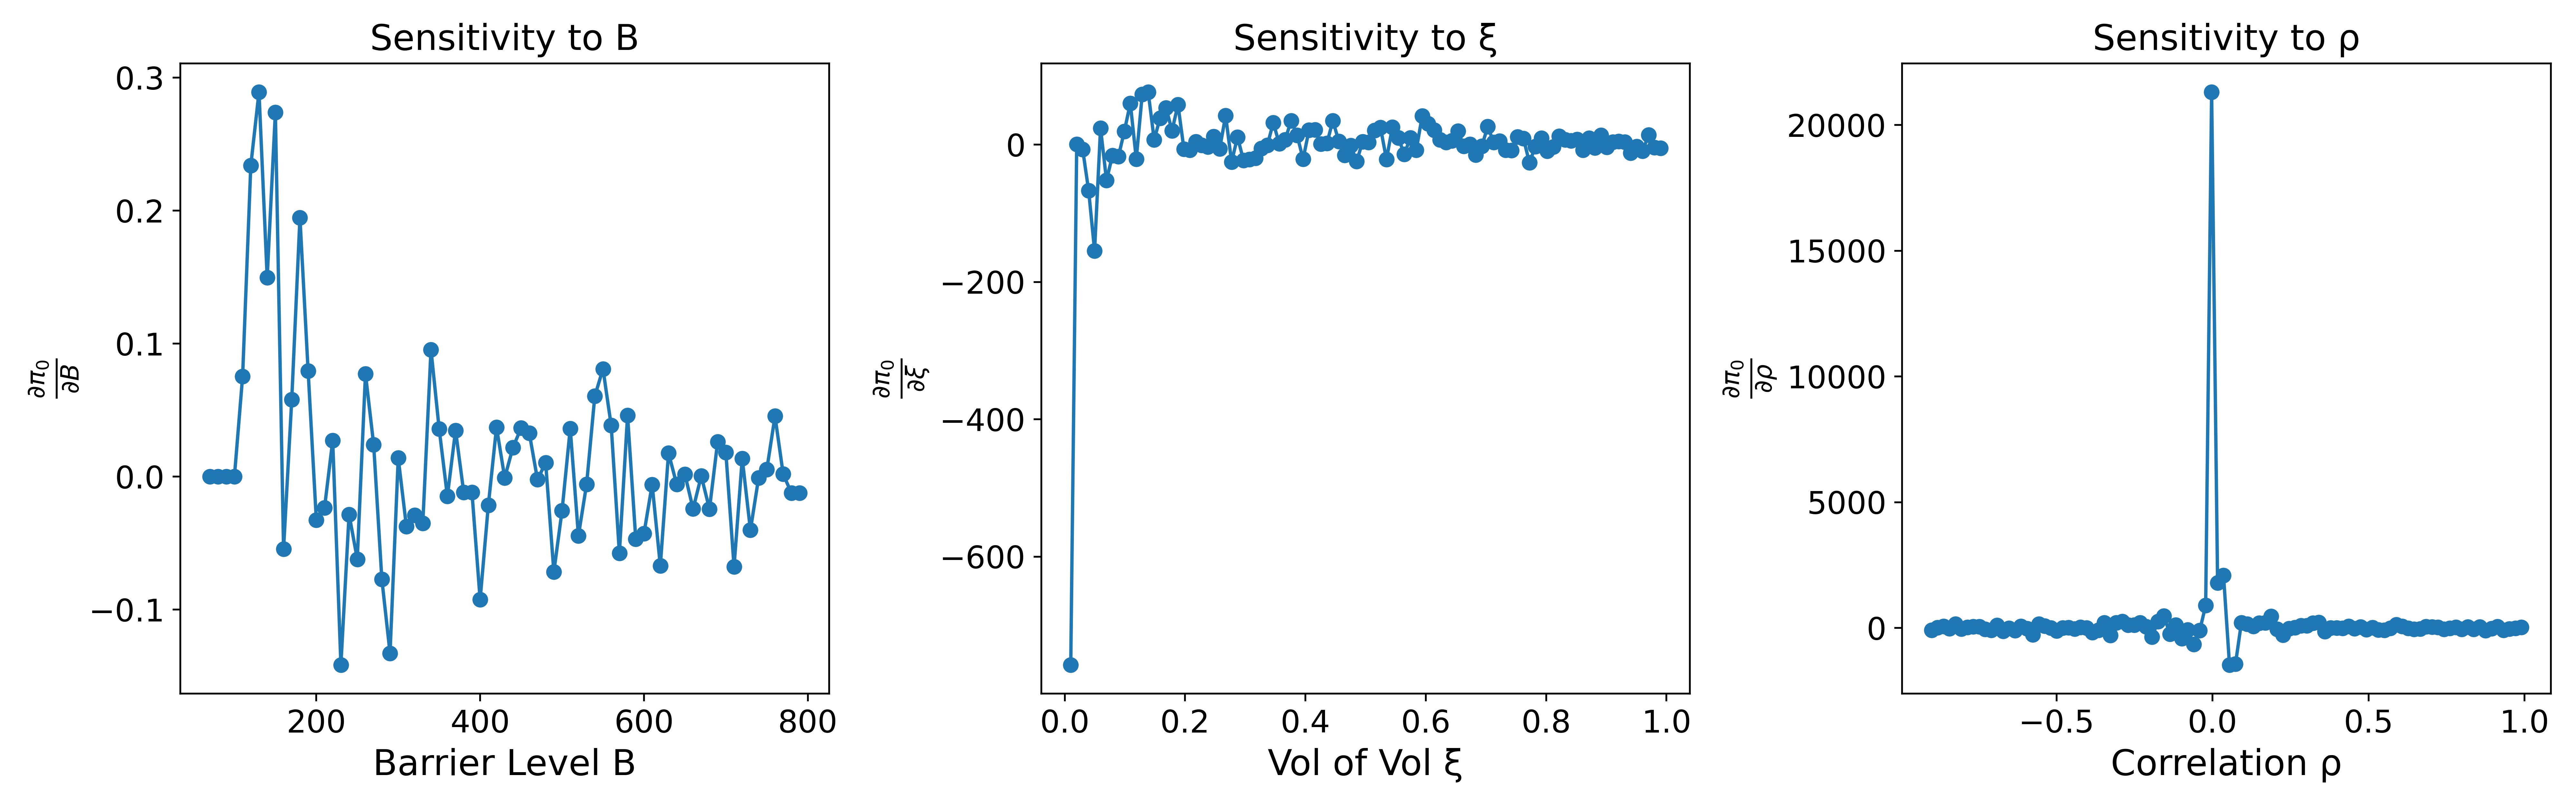 Sensitivity to B
0.3
0.2
0.1
0.0
−0.1
∂π₀
∂B
200
400
600
800
Barrier Level B
Sensitivity to ξ
0
−200
−400
−600
∂π₀
∂ξ
0.0
0.2
0.4
0.6
0.8
1.0
Vol of Vol ξ
Sensitivity to ρ
20000
15000
10000
5000
0
∂π₀
∂ρ
−0.5
0.0
0.5
1.0
Correlation ρ